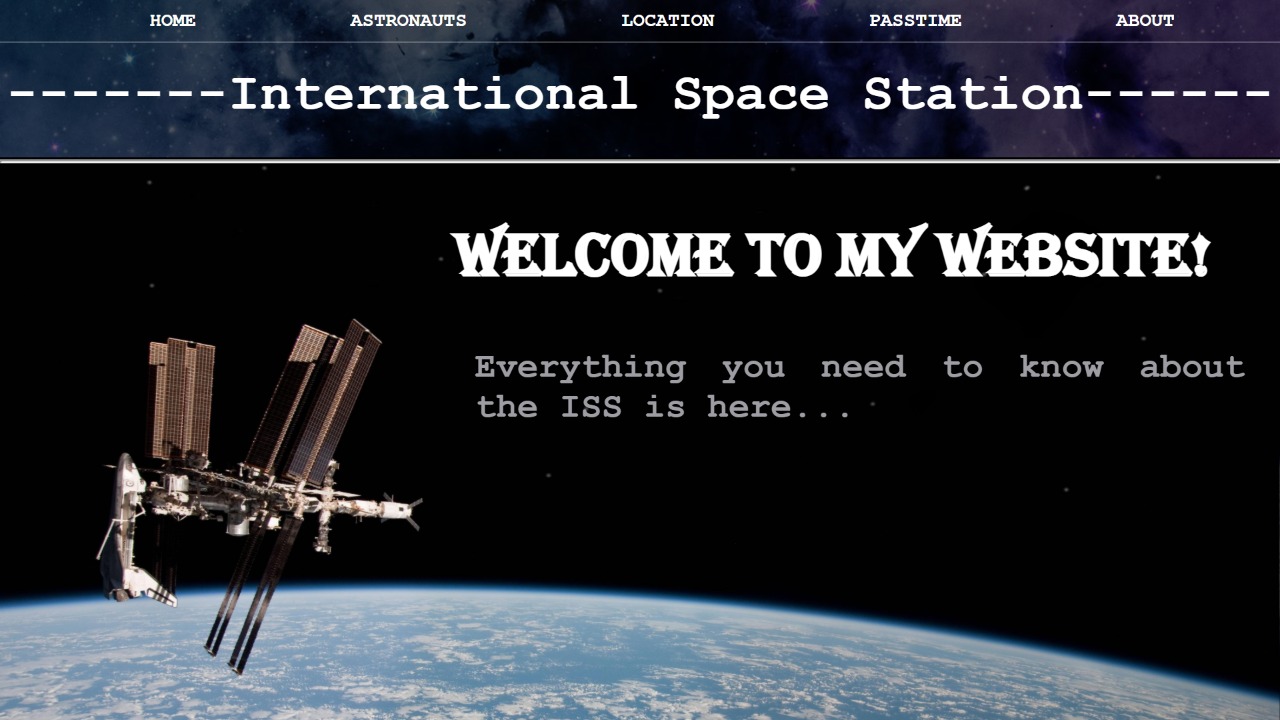 HOME ASTRONAUTS LOCATION PASSTIME ABOUT
-------International Space Station------
WELCOME TO MY WEBSITE!
Everything you need to know about
the ISS is here...